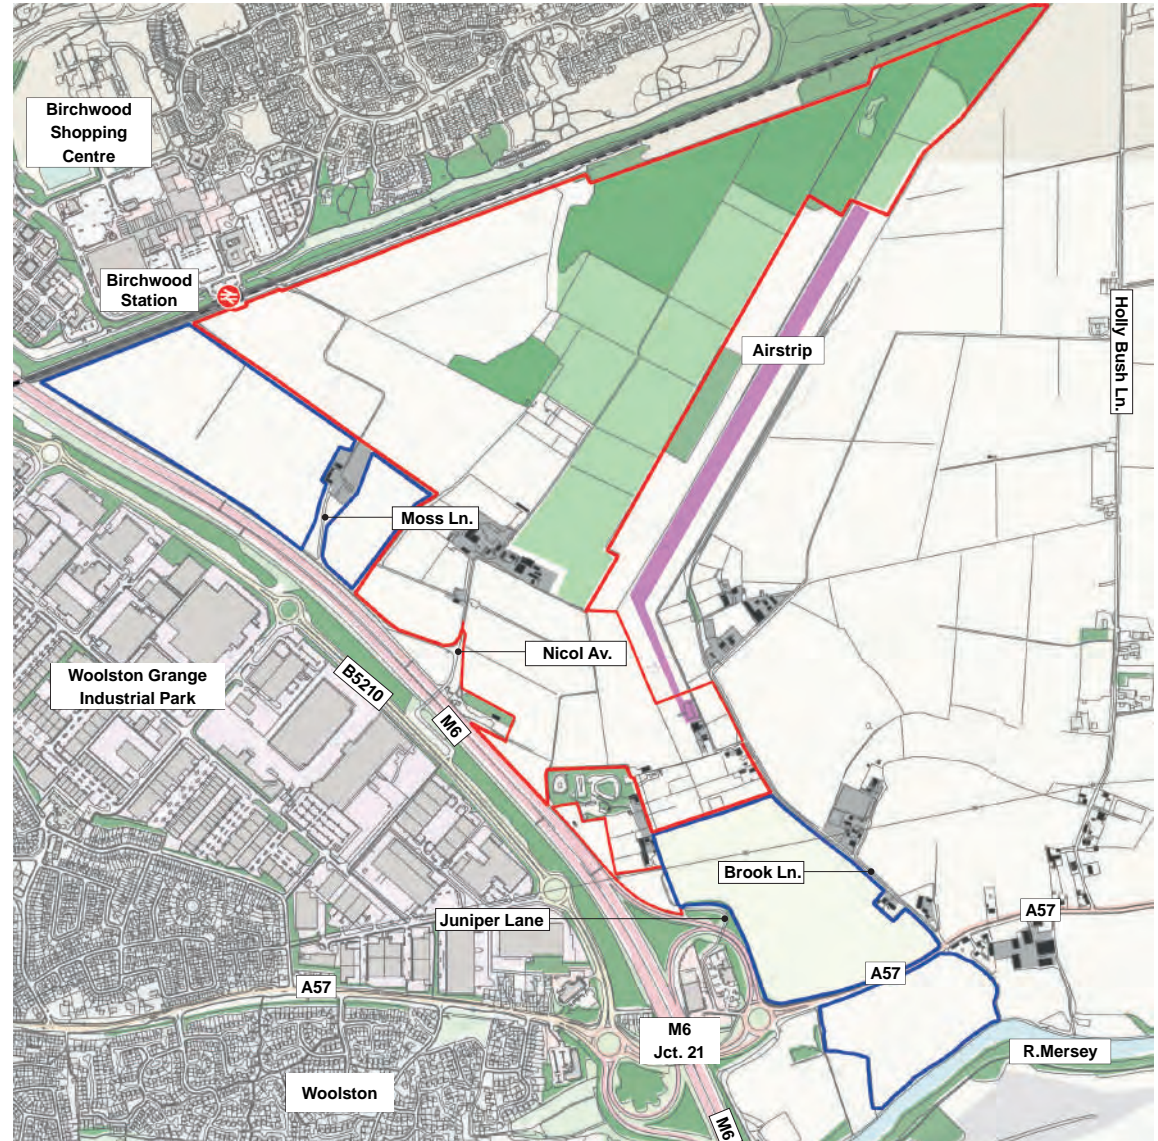 Birchwood
Shopping
Centre
Birchwood
Station
Holly Bush Ln.
Airstrip
Moss Ln.
Nicol Av.
Woolston Grange
Industrial Park
B5210
M6
Brook Ln.
Juniper Lane
A57
A57
A57
M6
Jct. 21
R.Mersey
Woolston
M6